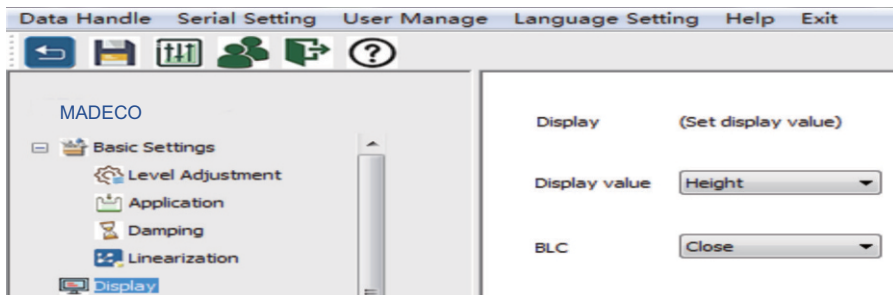 Data Handle Serial Setting User Manage Language Setting Help Exit
MADECO
Basic Settings
Level Adjustment
Application
Damping
Linearization
Display
Display (Set display value)
Display value Height
BLC Close